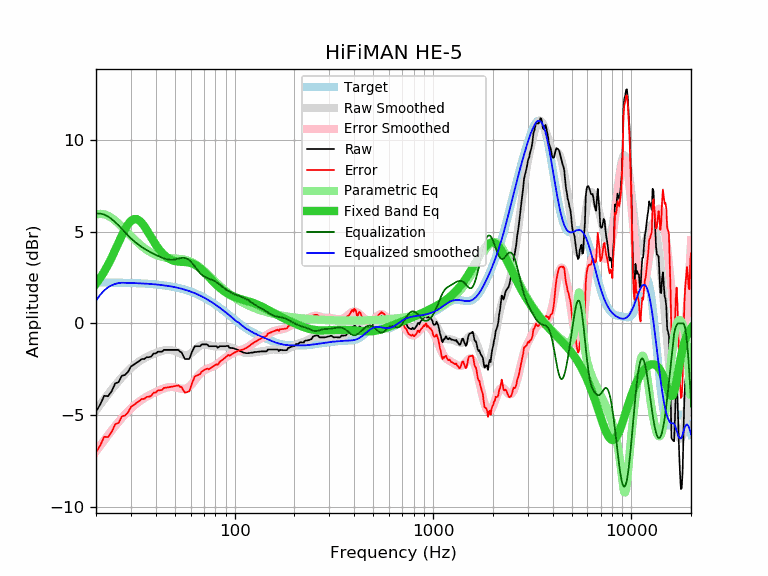 HiFiMAN HE-5
Target
Raw Smoothed
Error Smoothed
Raw
Error
Parametric Eq
Fixed Band Eq
Equalization
Equalized smoothed
10
5
0
−5
−10
Amplitude (dBr)
100
1000
10000
Frequency (Hz)